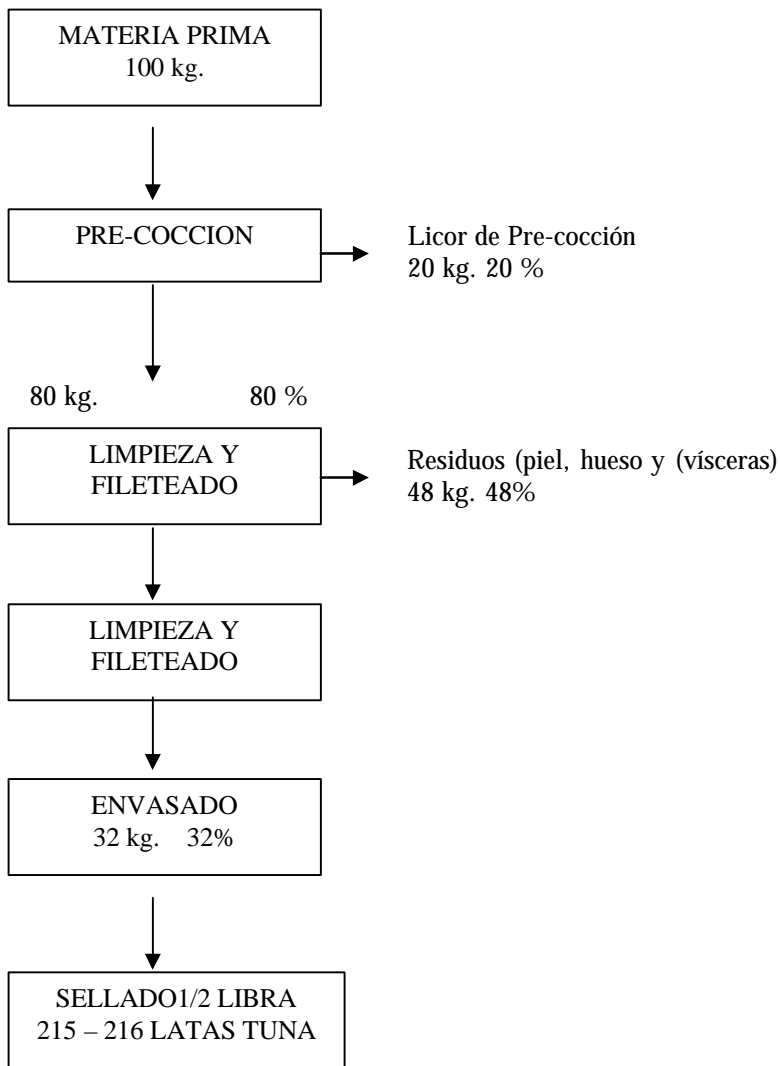 MATERIA PRIMA
100 kg.
PRE-COCCION
Licor de Pre-cocción
20 kg. 20 %
80 kg. 80 %
LIMPIEZA Y
FILETEADO
Residuos (piel, hueso y (vísceras)
48 kg. 48%
LIMPIEZA Y
FILETEADO
ENVASADO
32 kg. 32%
SELLADO1/2 LIBRA
215 – 216 LATAS TUNA